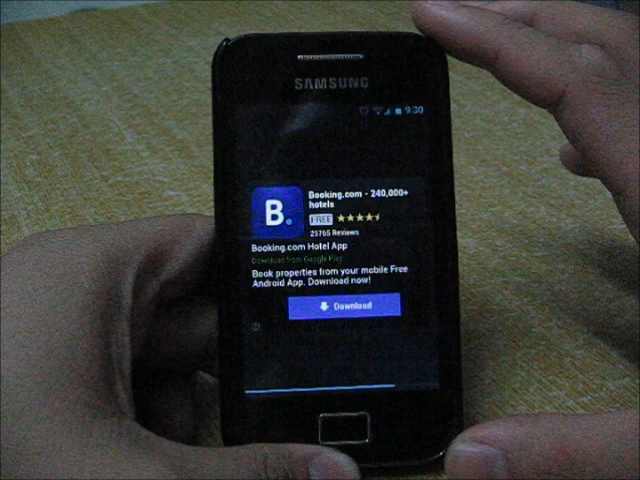 SAMSUNG
9:30
Booking.com - 240,000+
hotels
FREE
25765 Reviews
B.
Booking.com Hotel App
Download from Google Play
Book properties from your mobile Free
Android App. Download now!
Download